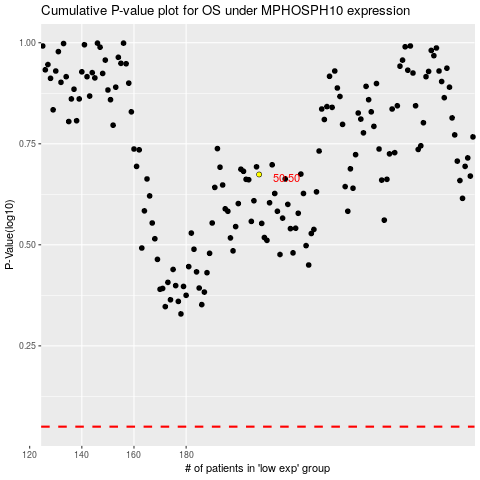 Cumulative P-value plot for OS under MPHOSPH10 expression
1.00
0.75
0.50
0.25
P-Value(log10)
50-50
120 140 160 180
# of patients in 'low exp' group